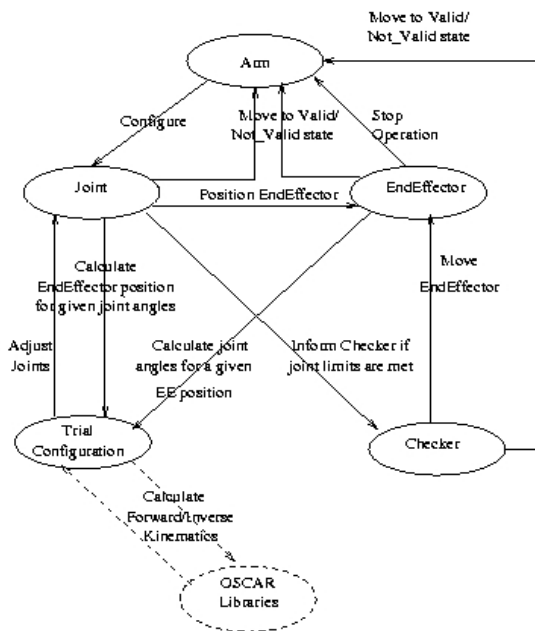 Move to Valid/
Not_Valid state
Arm
Configure
Move to Valid/
Not_Valid state
Stop
Operation
Joint
Position EndEffector
EndEffector
Calculate
EndEffector position
for given joint angles
Move
EndEffector
Adjust
Joints
Calculate joint
angles for a given
EE position
Inform Checker if
joint limits are met
Trial
Configuration
Checker
Calculate
Forward/Inverse
Kinematics
OSCAR
Libraries